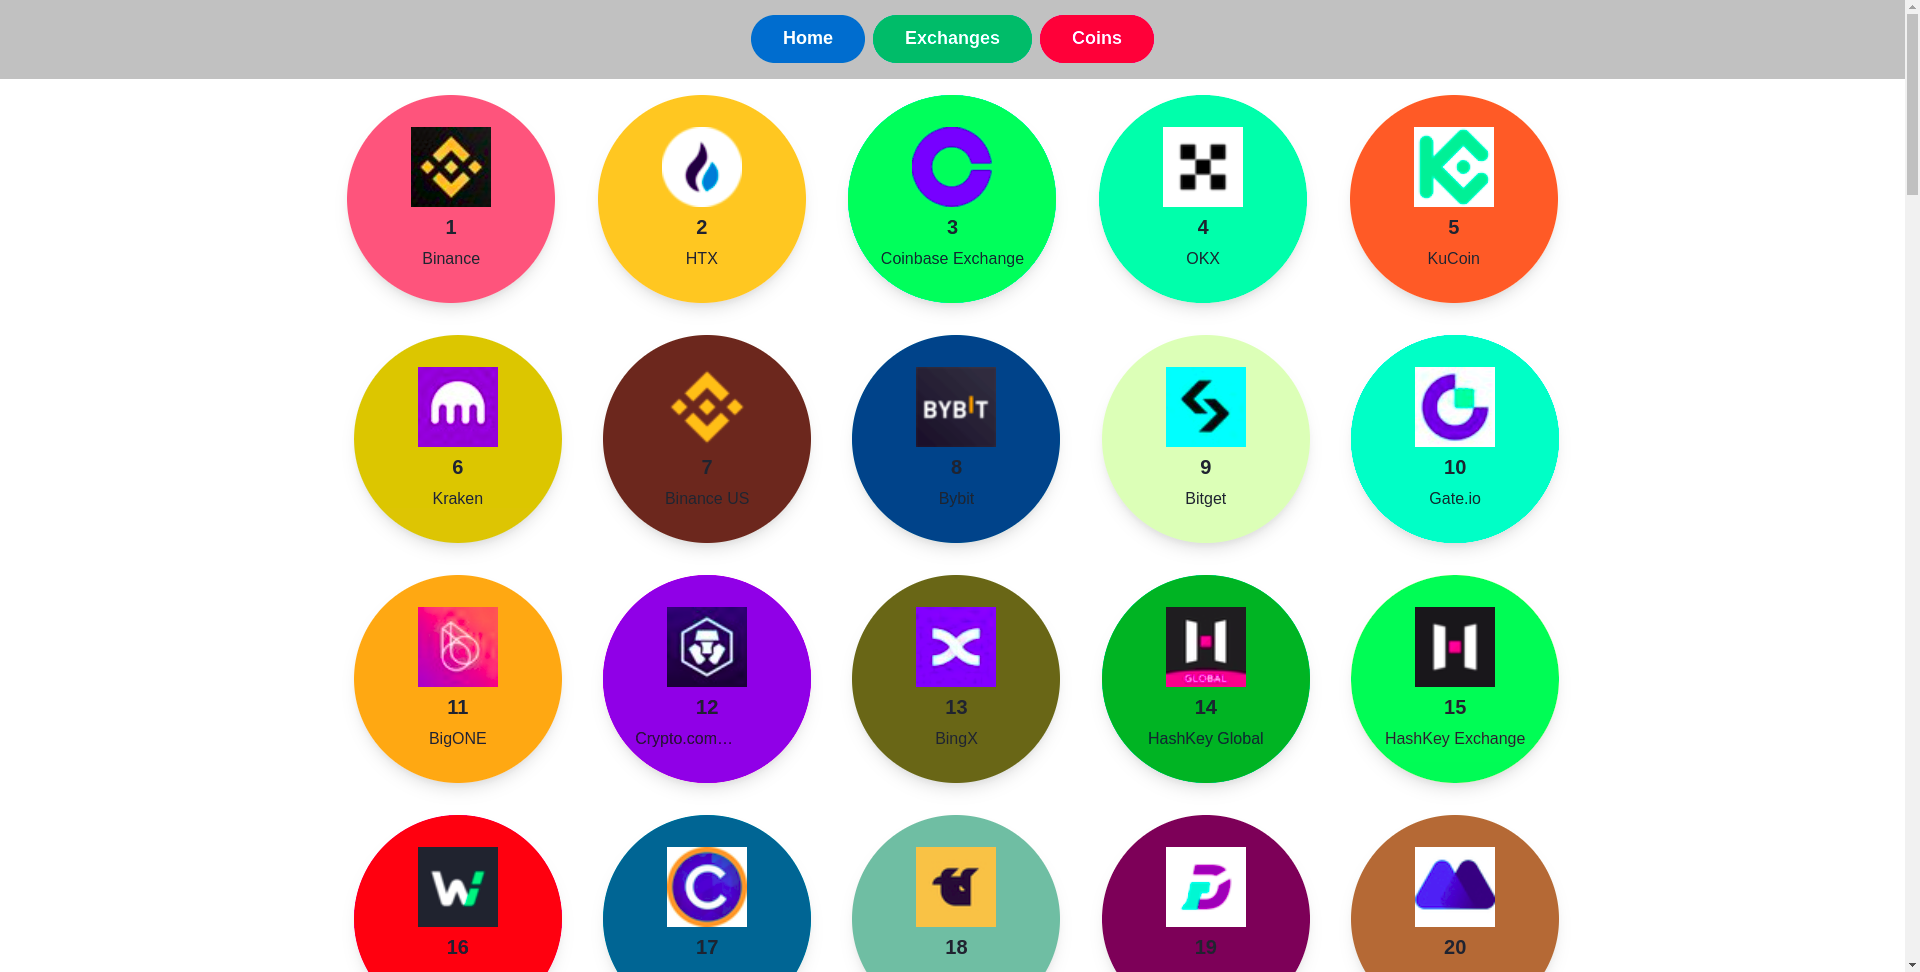 Home
Exchanges
Coins
1
Binance
2
HTX
3
Coinbase Exchange
4
OKX
5
KuCoin
6
Kraken
7
Binance US
BYBIT
8
Bybit
9
Bitget
10
Gate.io
11
BigONE
12
Crypto.com…
13
BingX
GLOBAL
14
HashKey Global
15
HashKey Exchange
16
17
18
19
20